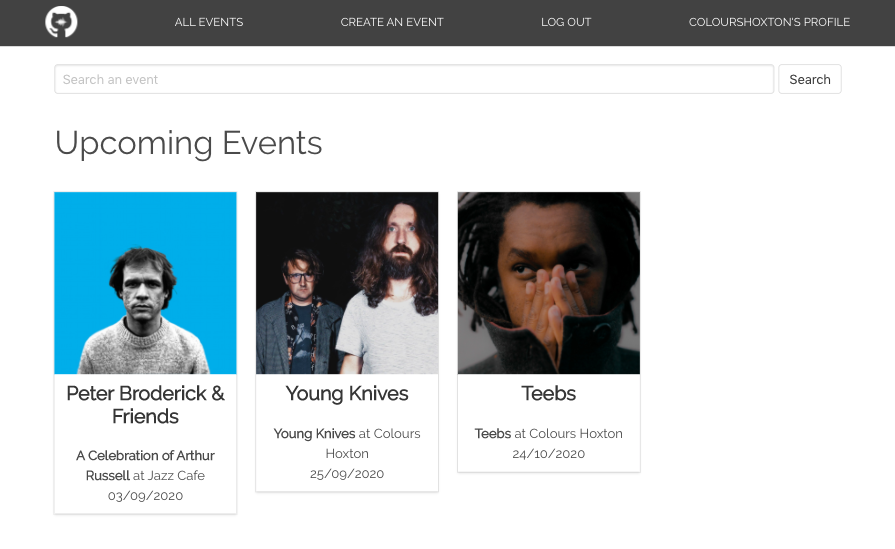 ALL EVENTS
CREATE AN EVENT
LOG OUT
COLOURSHOXTON'S PROFILE
Search an event
Search
Upcoming Events
Peter Broderick &
Friends
A Celebration of Arthur
Russell at Jazz Cafe
03/09/2020
Young Knives
Young Knives at Colours
Hoxton
25/09/2020
Teebs
Teebs at Colours Hoxton
24/10/2020